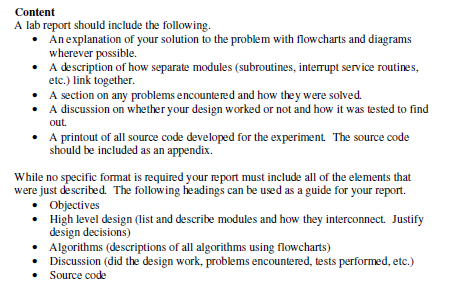 Content
A lab report should include the following.
• An explanation of your solution to the problem with flowcharts and diagrams
wherever possible.
• A description of how separate modules (subroutines, interrupt service routines,
etc.) link together.
• A section on any problems encountered and how they were solved.
• A discussion on whether your design worked or not and how it was tested to find
out.
• A printout of all source code developed for the experiment. The source code
should be included as an appendix.
While no specific format is required your report must include all of the elements that
were just described. The following headings can be used as a guide for your report.
• Objectives
• High level design (list and describe modules and how they interconnect. Justify
design decisions)
• Algorithms (descriptions of all algorithms using flowcharts)
• Discussion (did the design work, problems encountered, tests performed, etc.)
• Source code